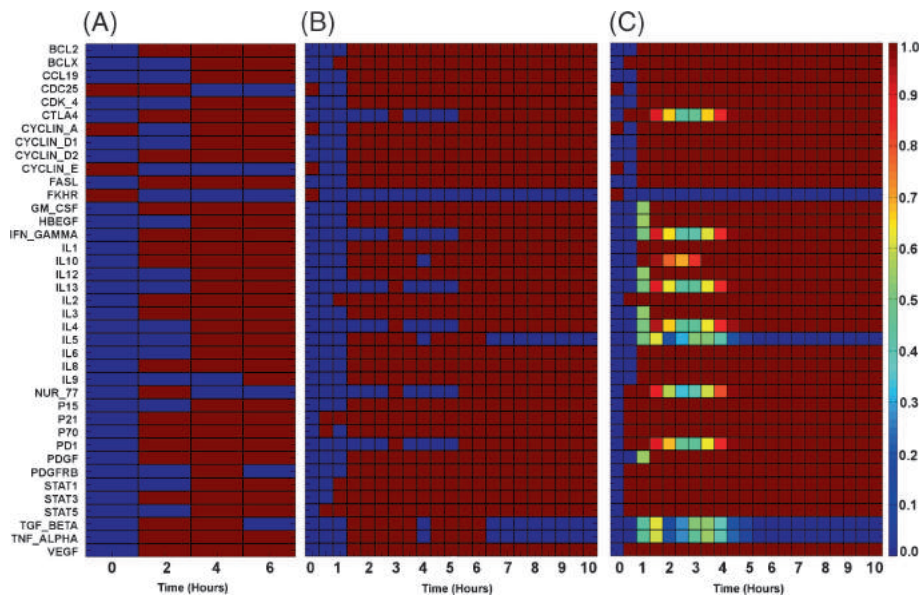 (A) (B) (C)
BCL2
BCLX
CCL19
CDC25
CDK_4
CTLA4
CYCLIN_A
CYCLIN_D1
CYCLIN_D2
CYCLIN_E
FASL
FKHR
GM_CSF
HBEGF
IFN_GAMMA
IL1
IL10
IL12
IL13
IL2
IL3
IL4
IL5
IL6
IL8
IL9
NUR_77
P15
P21
P70
PD1
PDGF
PDGFRB
STAT1
STAT3
STAT5
TGF_BETA
TNF_ALPHA
VEGF
0 2 4 6
Time (Hours)
0 1 2 3 4 5 6 7 8 9 10
Time (Hours)
0 1 2 3 4 5 6 7 8 9 10
Time (Hours)
1.0
0.9
0.8
0.7
0.6
0.5
0.4
0.3
0.2
0.1
0.0